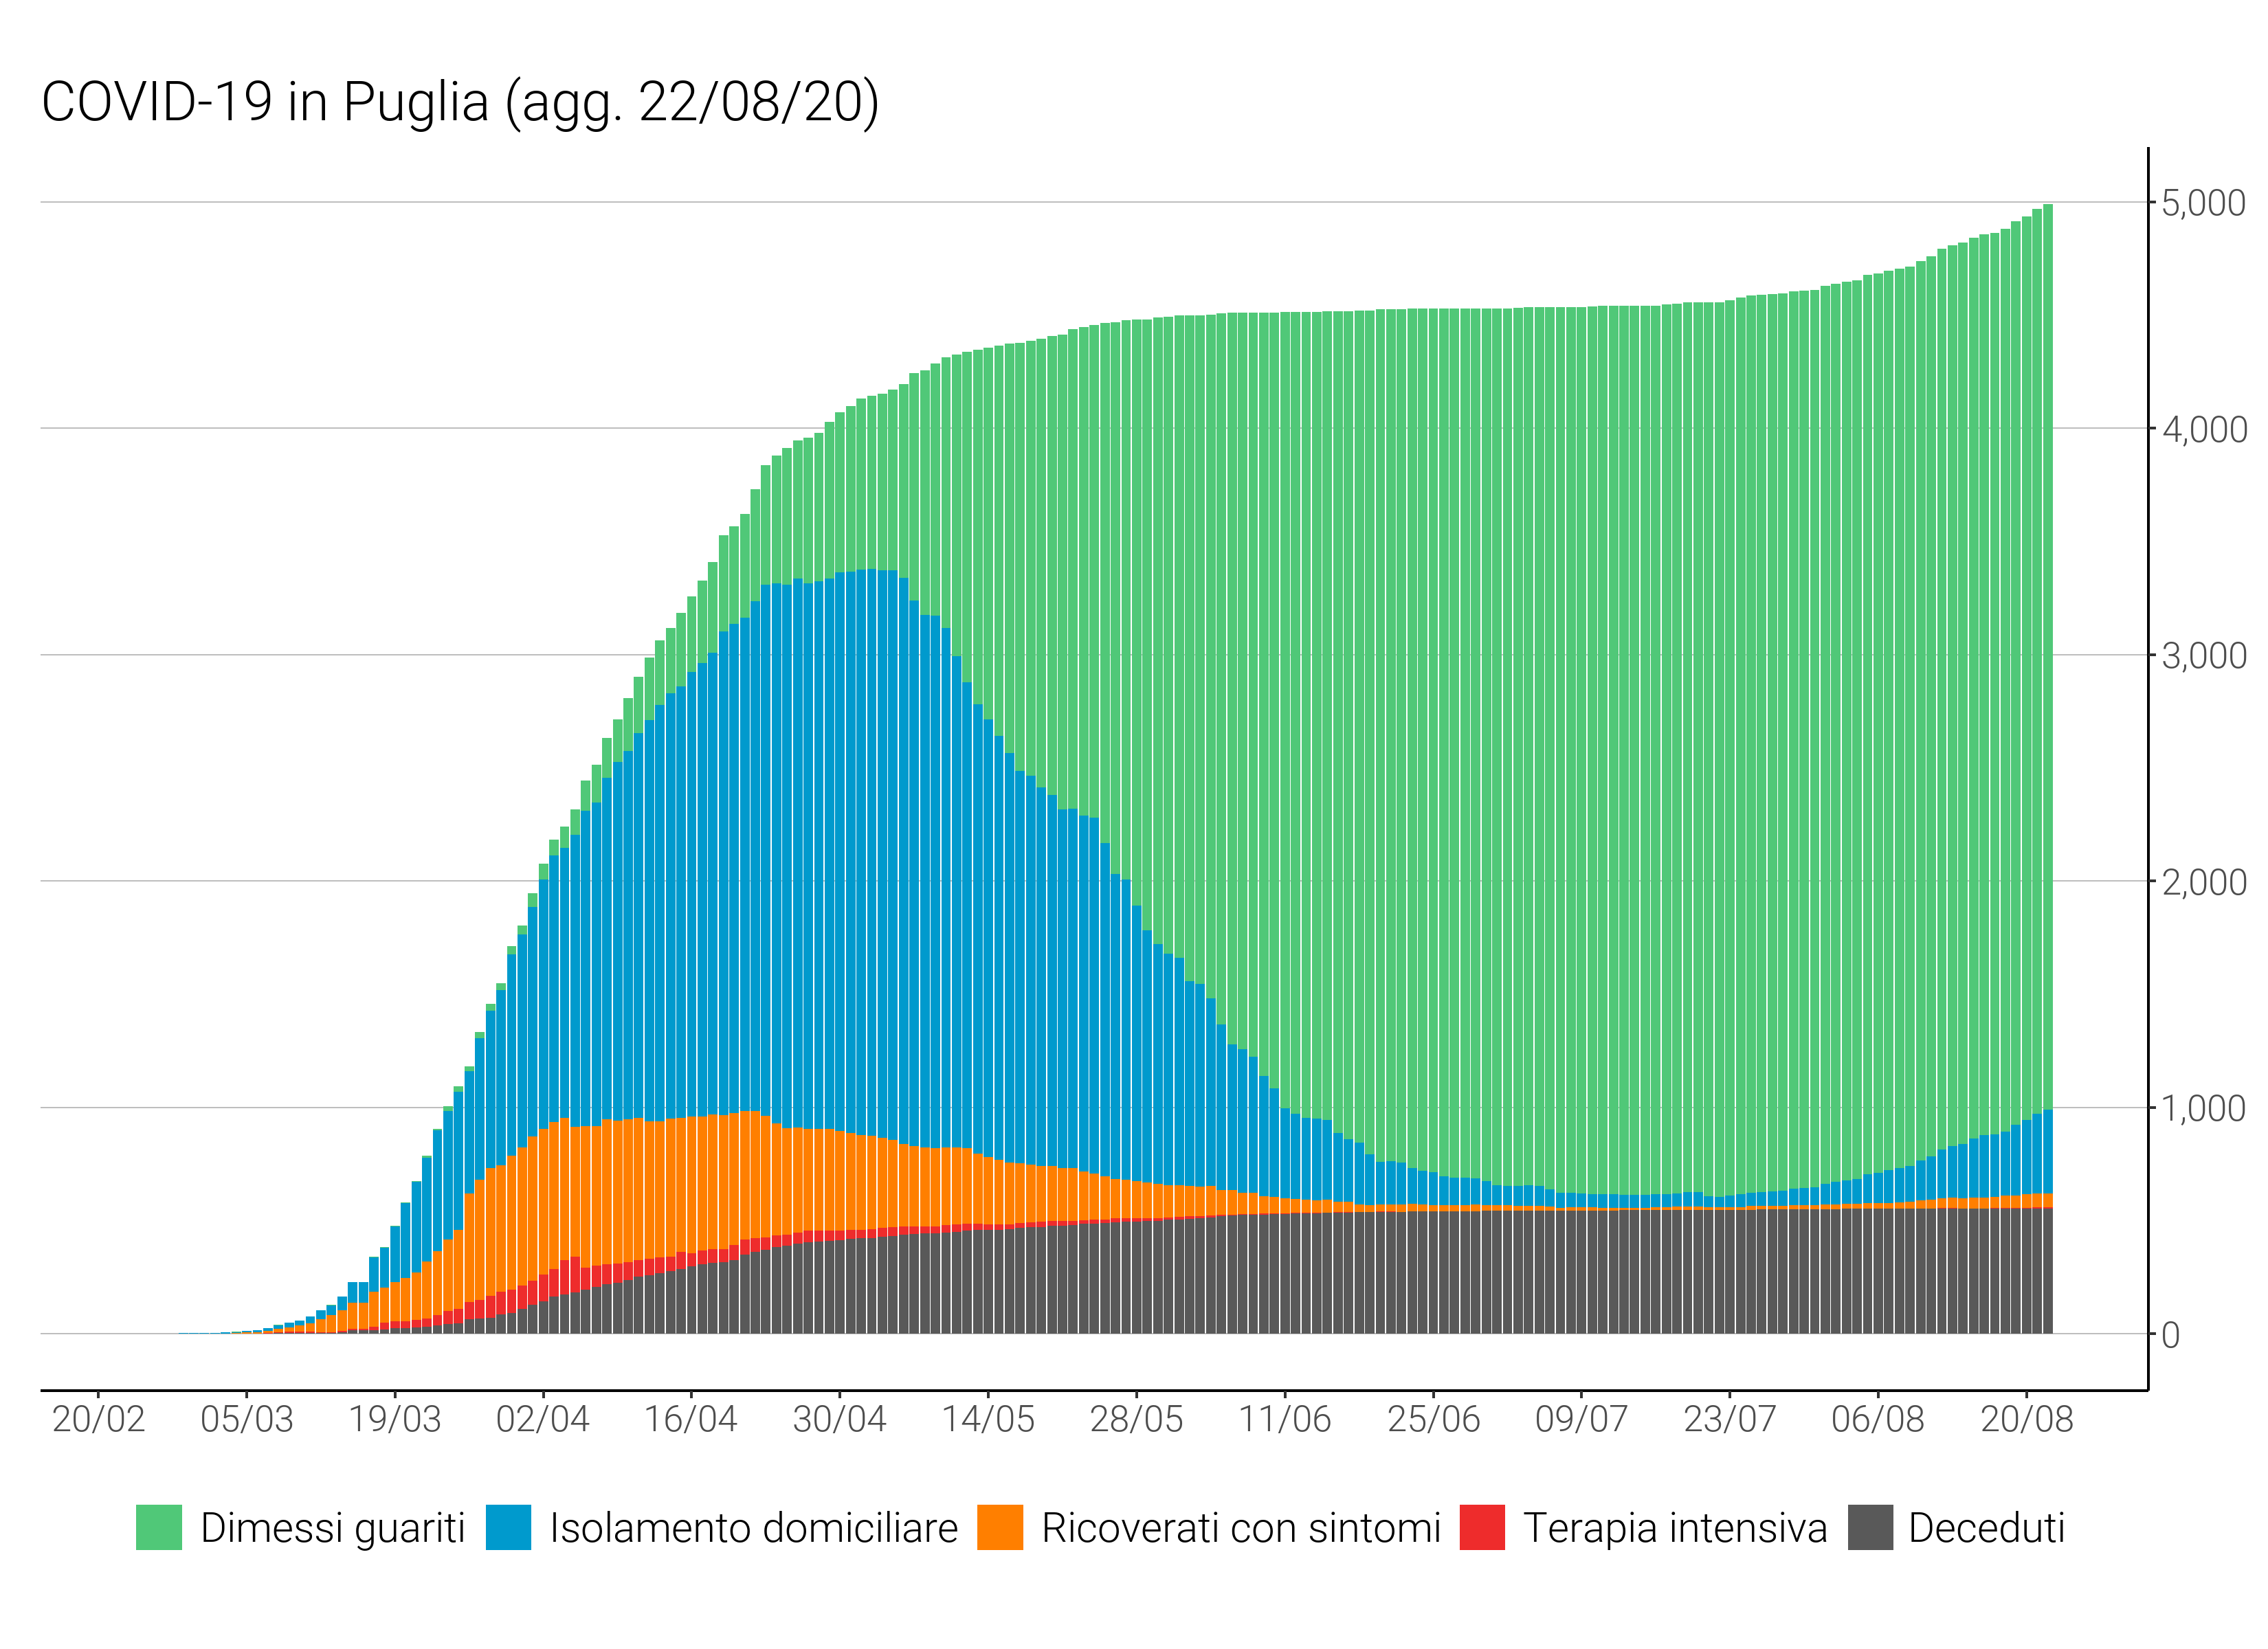 COVID-19 in Puglia (agg. 22/08/20)
5,000
4,000
3,000
2,000
1,000
0
20/02 05/03 19/03 02/04 16/04 30/04 14/05 28/05 11/06 25/06 09/07 23/07 06/08 20/08
Dimessi guariti Isolamento domiciliare Ricoverati con sintomi Terapia intensiva Deceduti